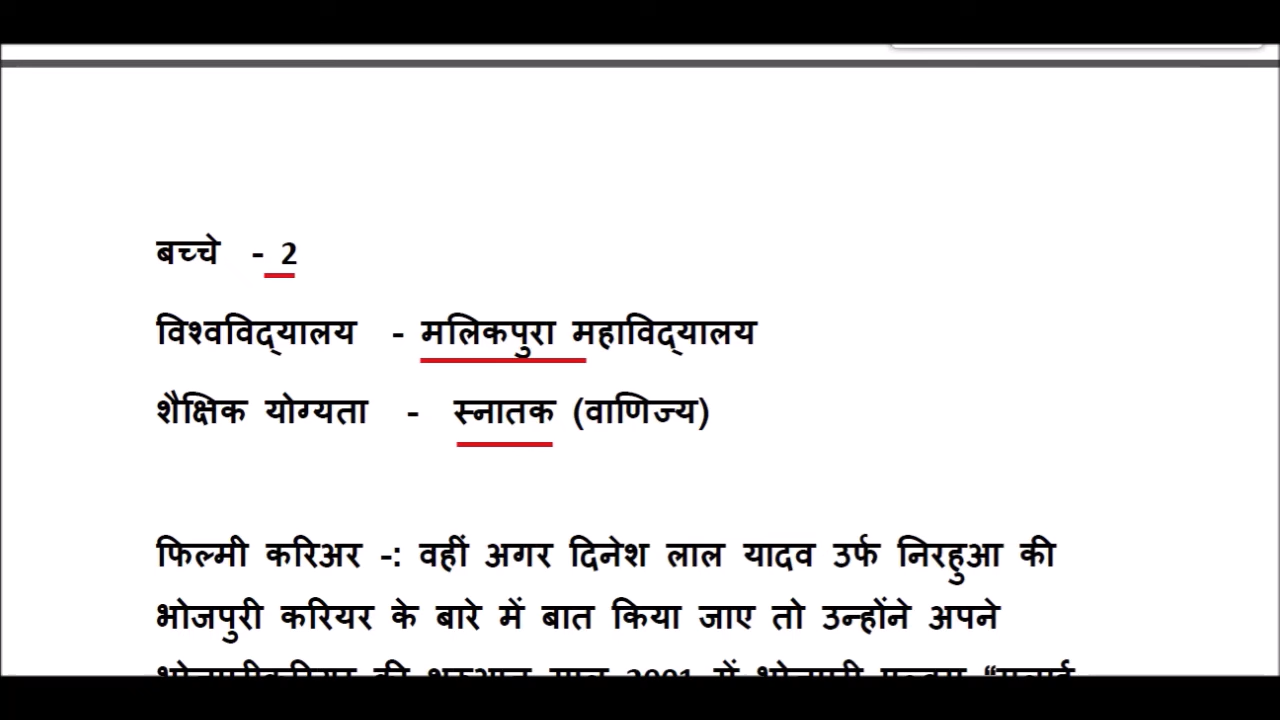 बच्चे - 2
विश्वविद्यालय - मलिकपुरा महाविद्यालय
शैक्षिक योग्यता - स्नातक (वाणिज्य)
फिल्मी करिअर -: वहीं अगर दिनेश लाल यादव उर्फ निरहुआ की
भोजपुरी करियर के बारे में बात किया जाए तो उन्होंने अपने